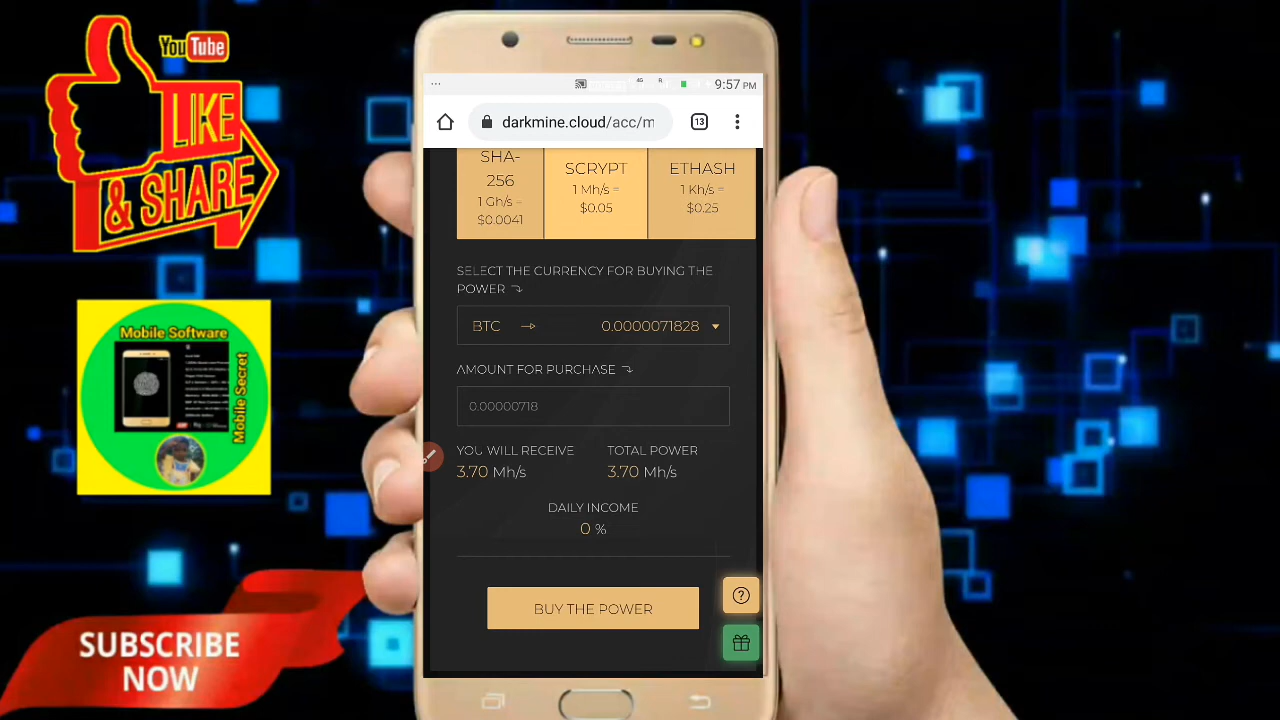 YouTube
LIKE
& SHARE
Mobile Software
Mobile Secret
SUBSCRIBE
NOW
4G
R
9:57 PM
darkmine.cloud/acc/m
13
SHA-
256
1 Gh/s =
$0.0041
SCRYPT
1 Mh/s =
$0.05
ETHASH
1 Kh/s =
$0.25
SELECT THE CURRENCY FOR BUYING THE
POWER
BTC → 0.0000071828
AMOUNT FOR PURCHASE
0.00000718
YOU WILL RECEIVE
3.70 Mh/s
TOTAL POWER
3.70 Mh/s
DAILY INCOME
0 %
BUY THE POWER
?